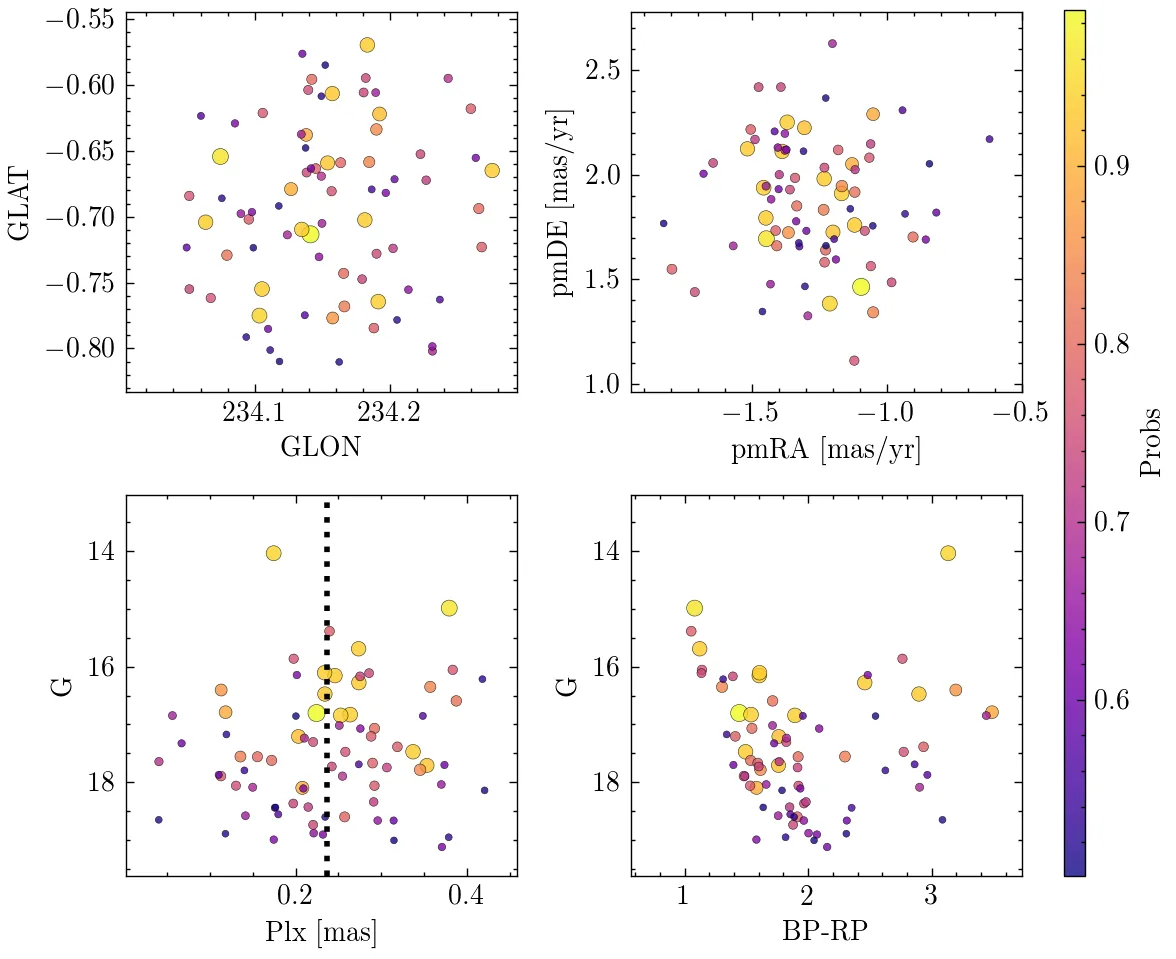 −0.55
−0.60
−0.65
−0.70
−0.75
−0.80
GLAT
234.1 234.2
GLON
2.5
2.0
1.5
1.0
pmDE [mas/yr]
−1.5 −1.0 −0.5
pmRA [mas/yr]
14
16
18
G
0.2 0.4
Plx [mas]
14
16
18
G
1 2 3
BP-RP
0.9
0.8
0.7
0.6
Probs